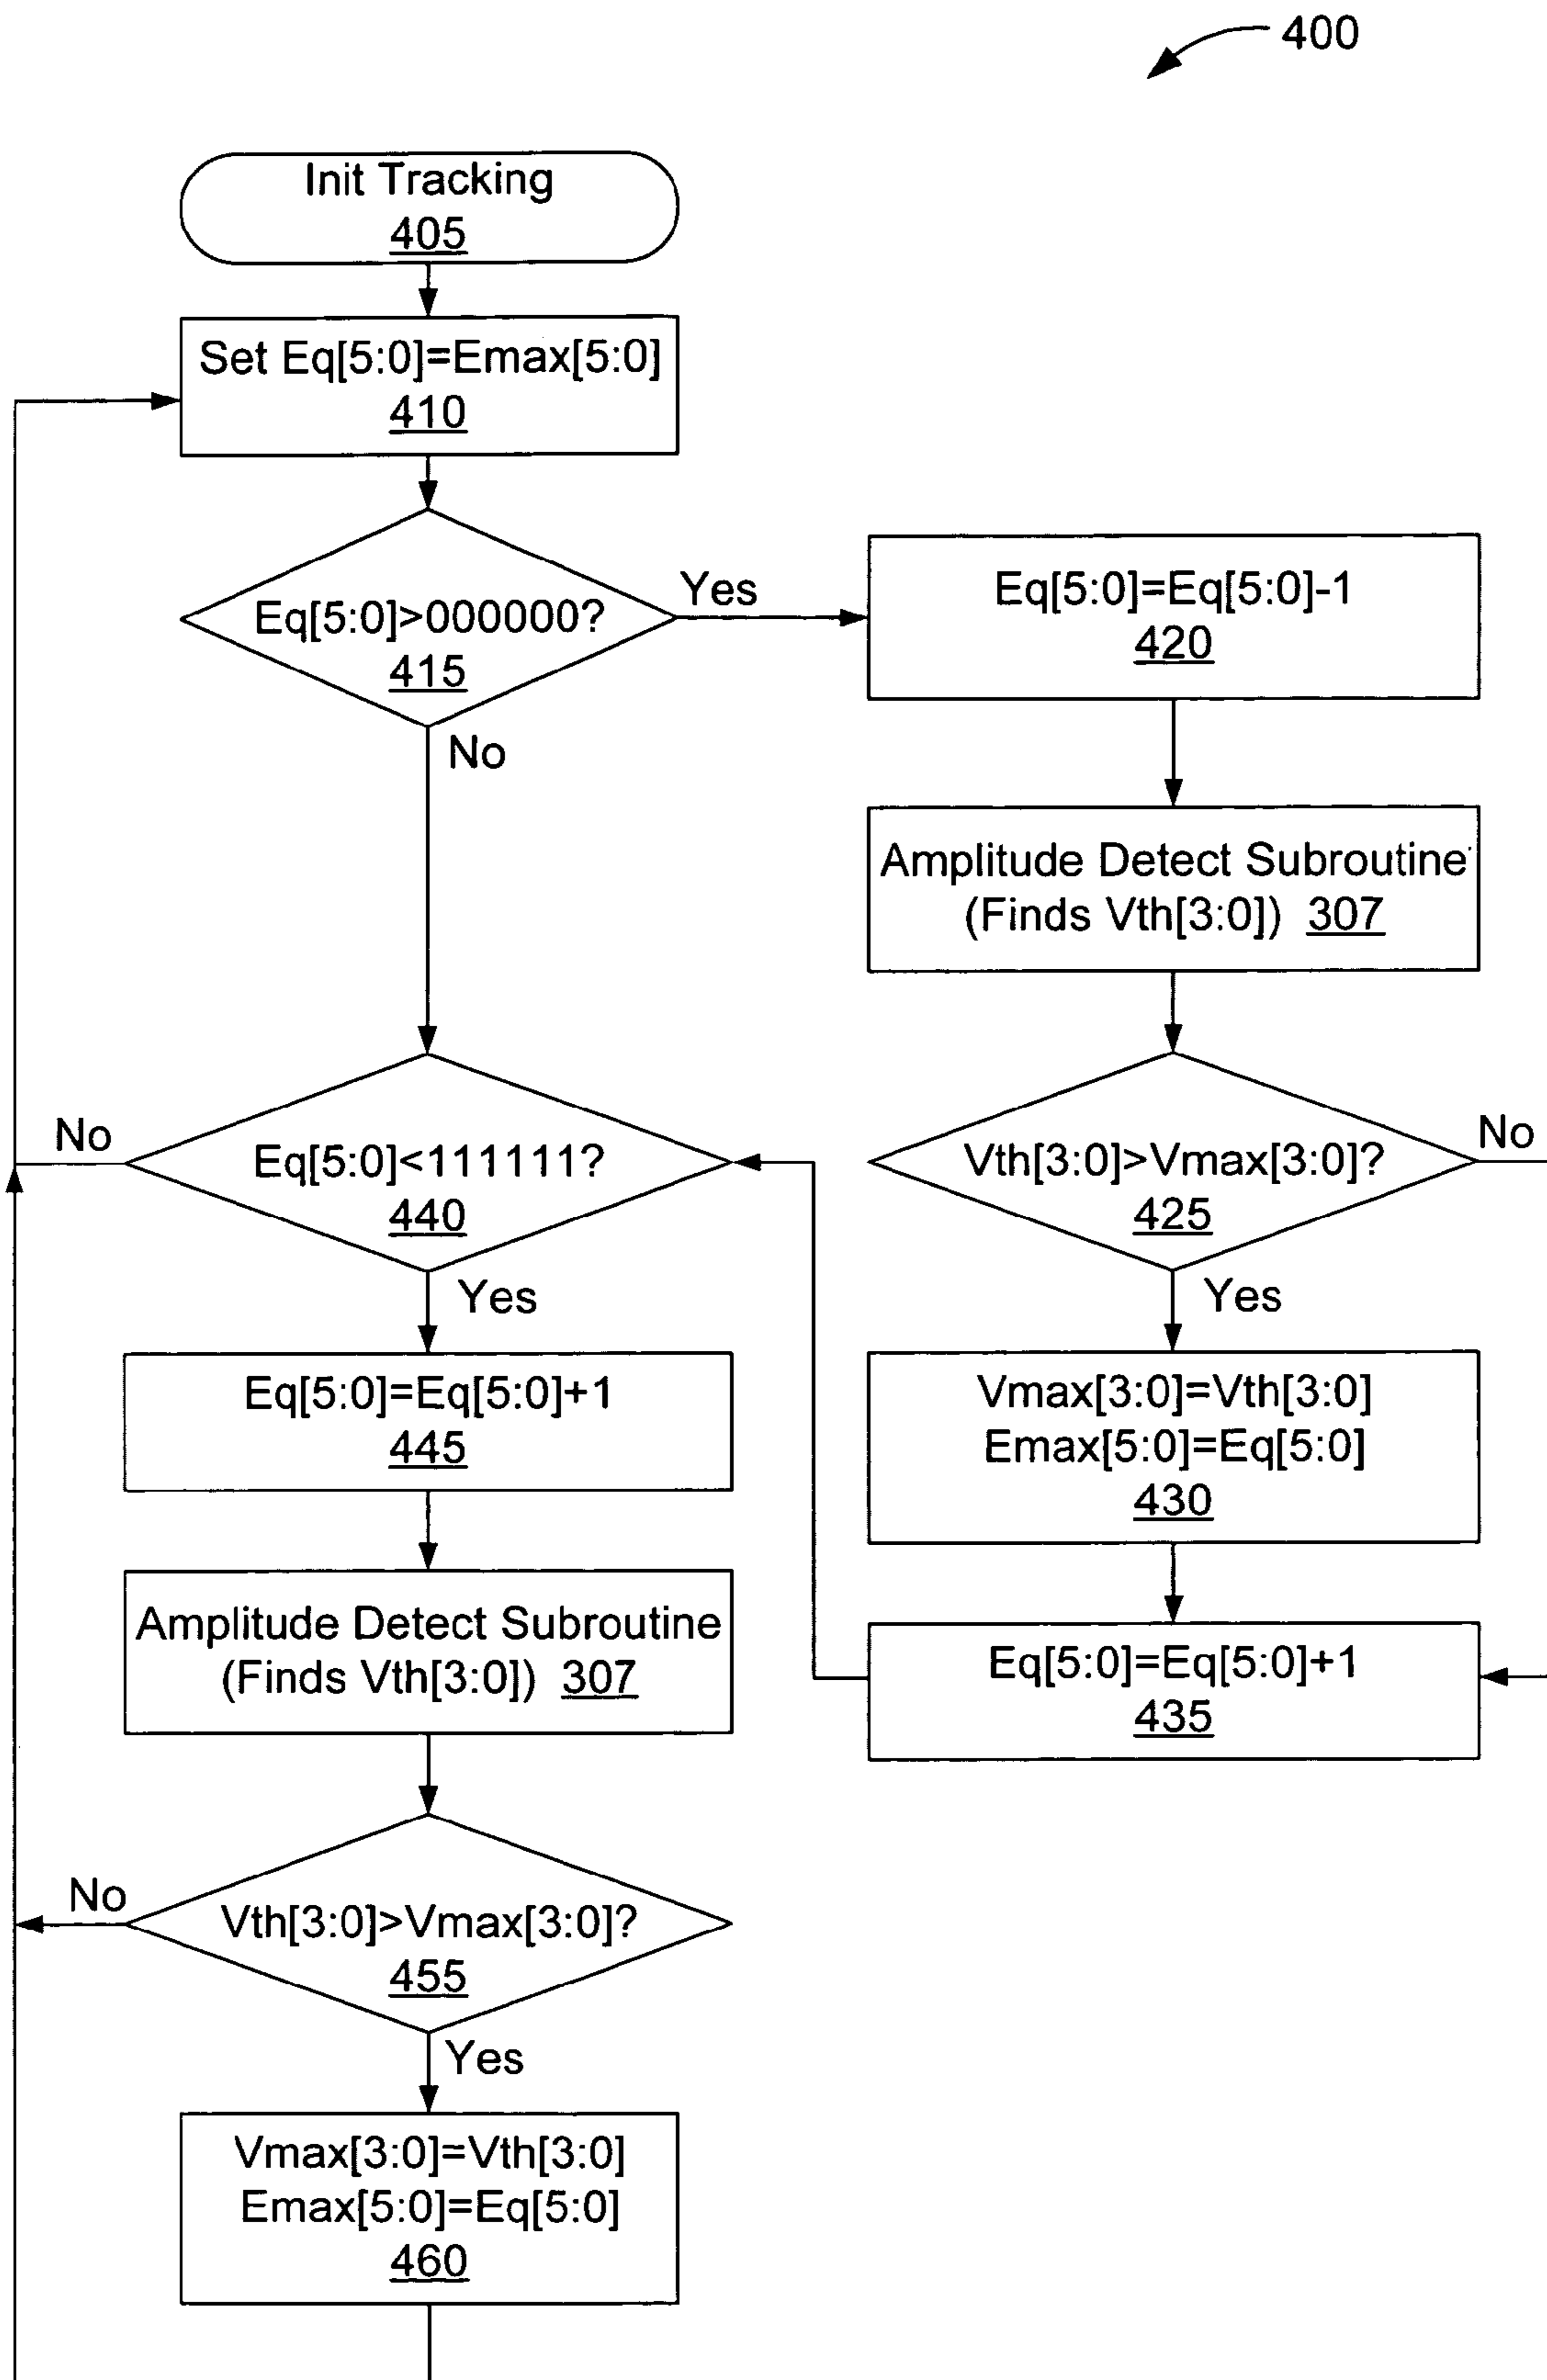 400
Init Tracking
405
Set Eq[5:0]=Emax[5:0]
410
Eq[5:0]>000000?
415
Yes
No
Eq[5:0]=Eq[5:0]-1
420
Amplitude Detect Subroutine
(Finds Vth[3:0]) 307
Vth[3:0]>Vmax[3:0]?
425
No
Yes
Vmax[3:0]=Vth[3:0]
Emax[5:0]=Eq[5:0]
430
Eq[5:0]=Eq[5:0]+1
435
No
Eq[5:0]<111111?
440
Yes
Eq[5:0]=Eq[5:0]+1
445
Amplitude Detect Subroutine
(Finds Vth[3:0]) 307
No
Vth[3:0]>Vmax[3:0]?
455
Yes
Vmax[3:0]=Vth[3:0]
Emax[5:0]=Eq[5:0]
460